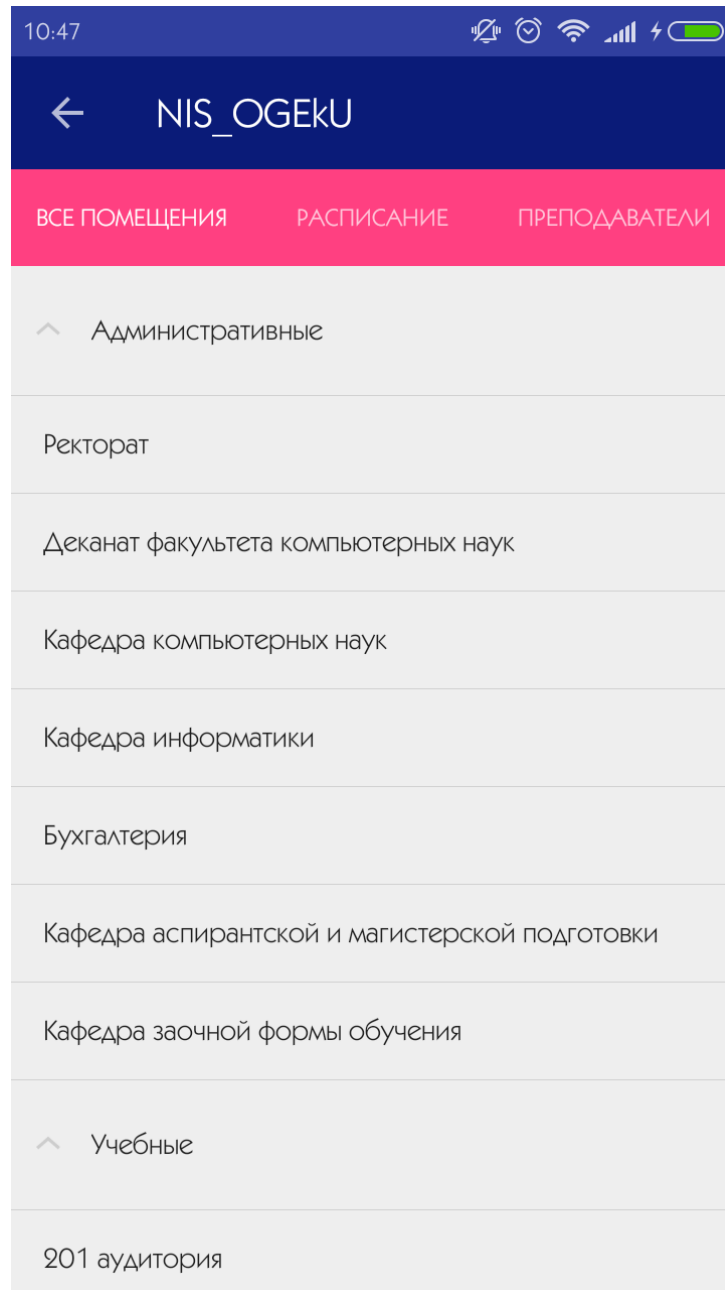 10:47
NIS_OGEkU
ВСЕ ПОМЕЩЕНИЯ РАСПИСАНИЕ ПРЕПОДАВАТЕЛИ
Административные
Ректорат
Деканат факультета компьютерных наук
Кафедра компьютерных наук
Кафедра информатики
Бухгалтерия
Кафедра аспирантской и магистерской подготовки
Кафедра заочной формы обучения
Учебные
201 аудитория